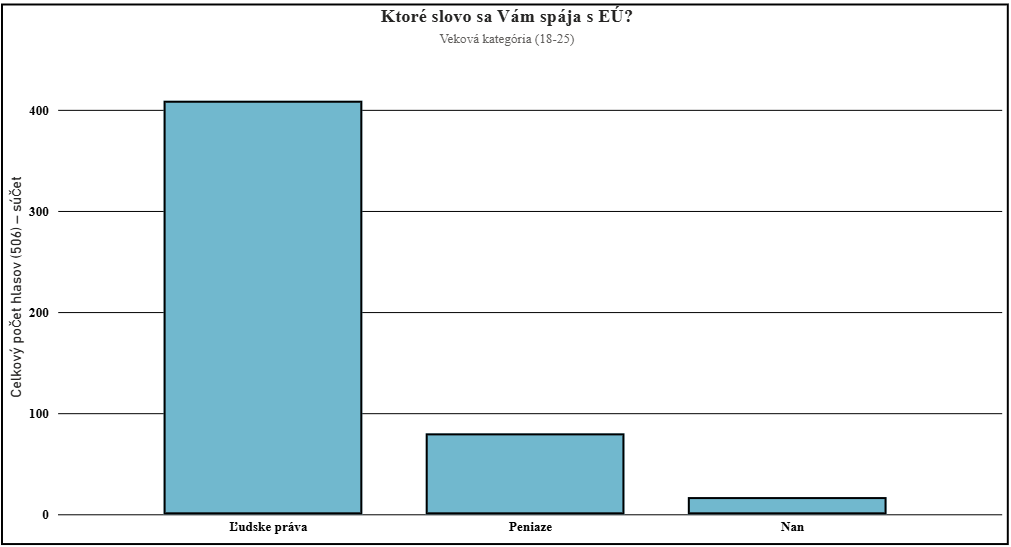 Ktoré slovo sa Vám spája s EÚ?
Veková kategória (18-25)
Celkový počet hlasov (506) – súčet
400
300
200
100
0
Ľudske práva
Peniaze
Nan